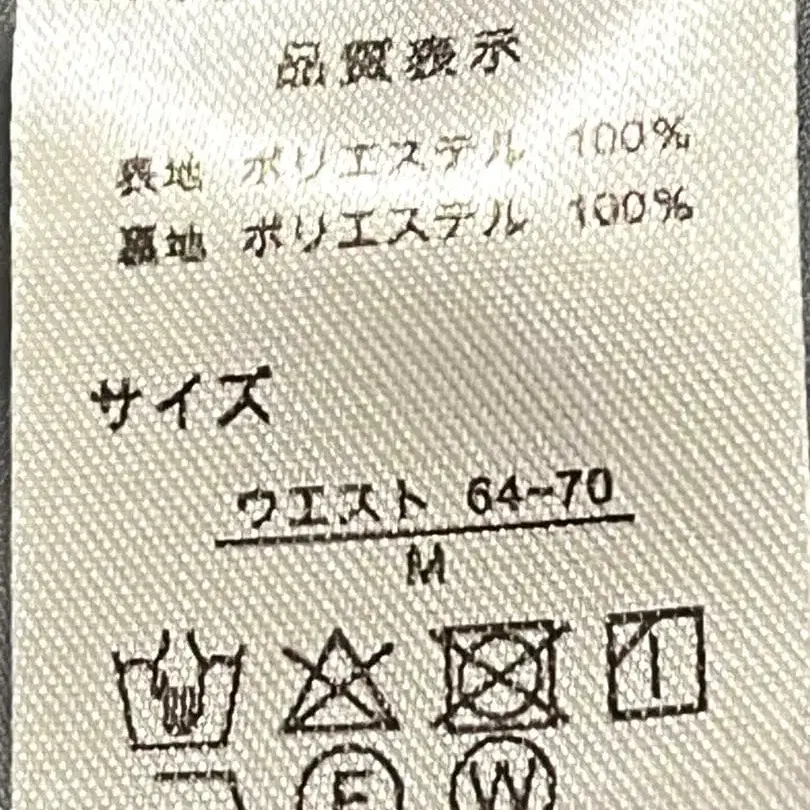 品質表示
表地 ポリエステル 100%
裏地 ポリエステル 100%
サイズ
ウエスト 64~70
M
F W